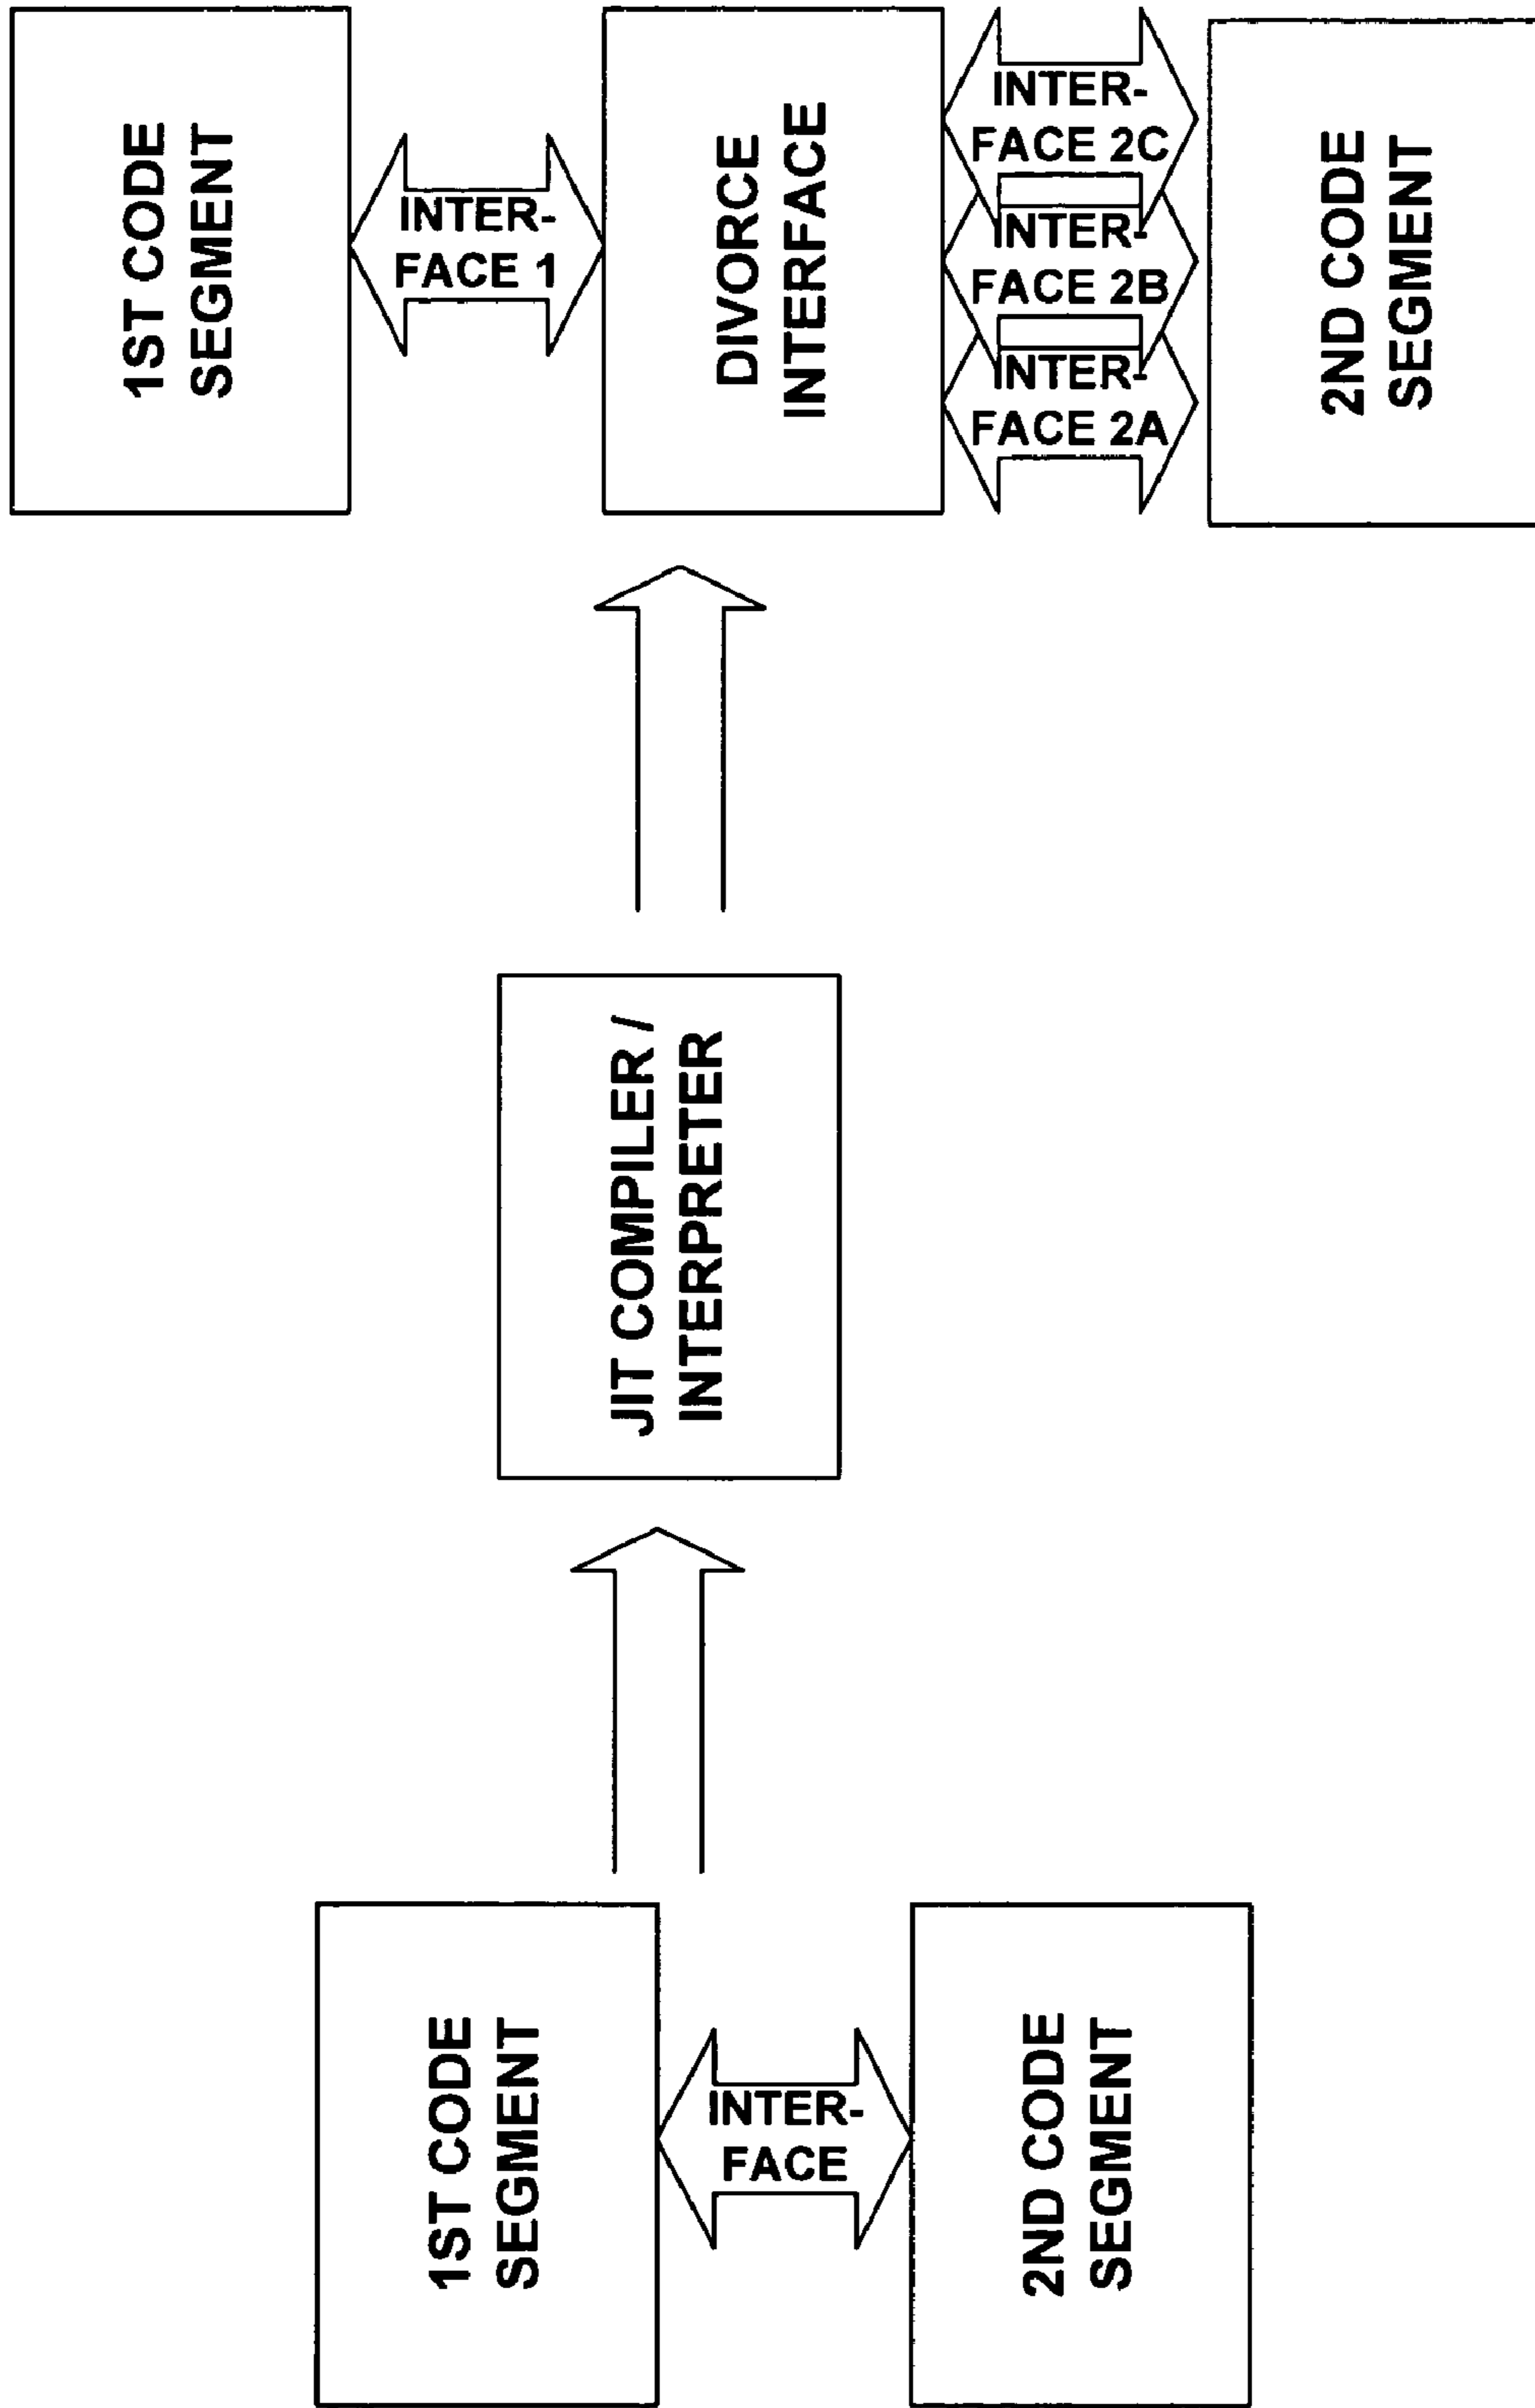 1ST CODE
SEGMENT
INTER-
FACE
2ND CODE
SEGMENT
JIT COMPILER /
INTERPRETER
1ST CODE
SEGMENT
INTER-
FACE 1
DIVORCE
INTERFACE
INTER-
FACE 2C
INTER-
FACE 2B
INTER-
FACE 2A
2ND CODE
SEGMENT